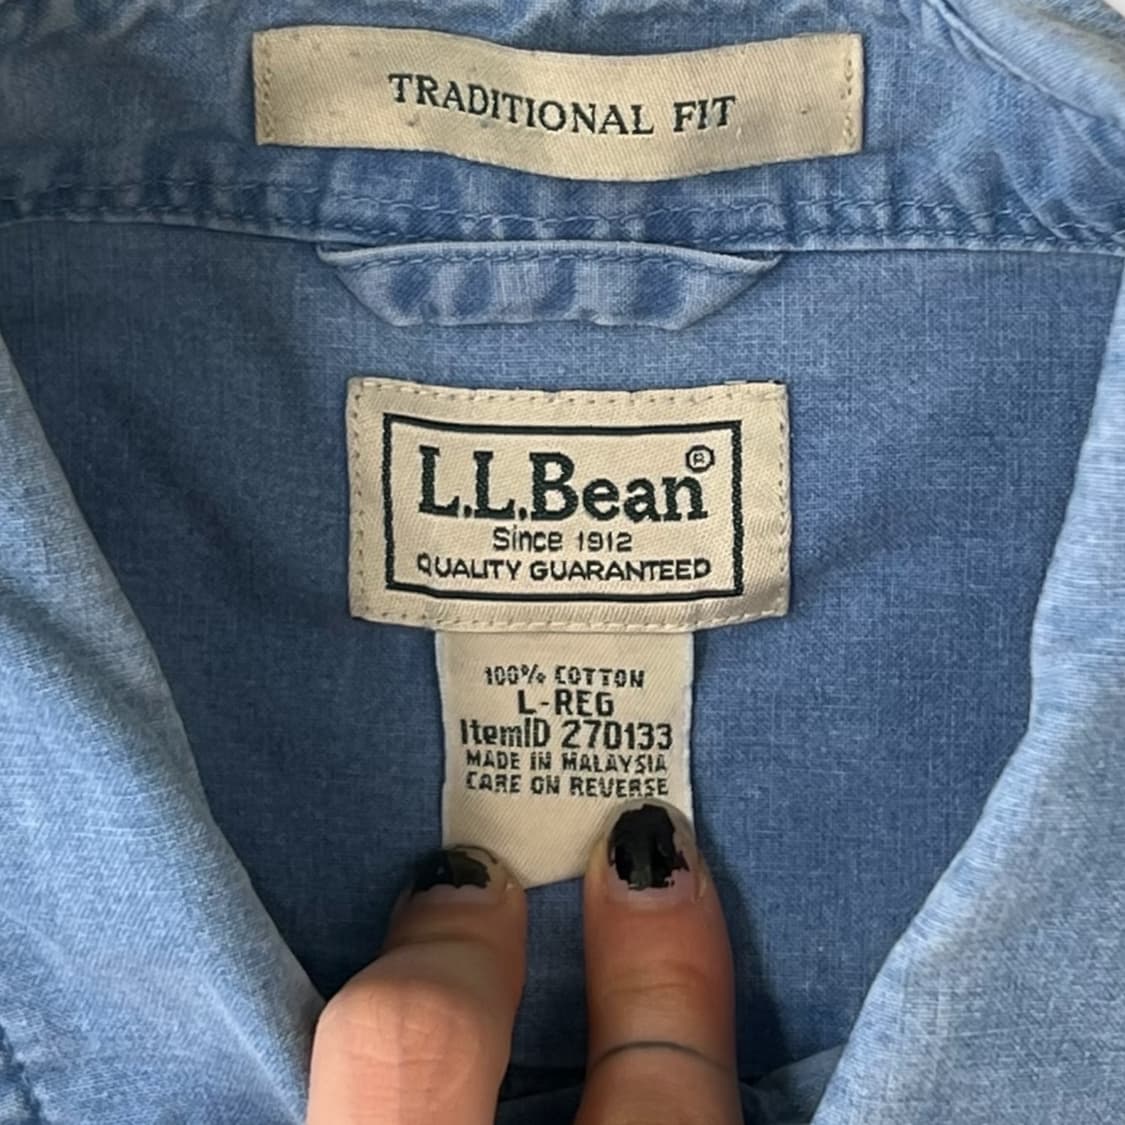 TRADITIONAL FIT
L.L.Bean®
Since 1912
QUALITY GUARANTEED
100% COTTON
L-REG
ItemID 270133
MADE IN MALAYSIA
CARE ON REVERSE